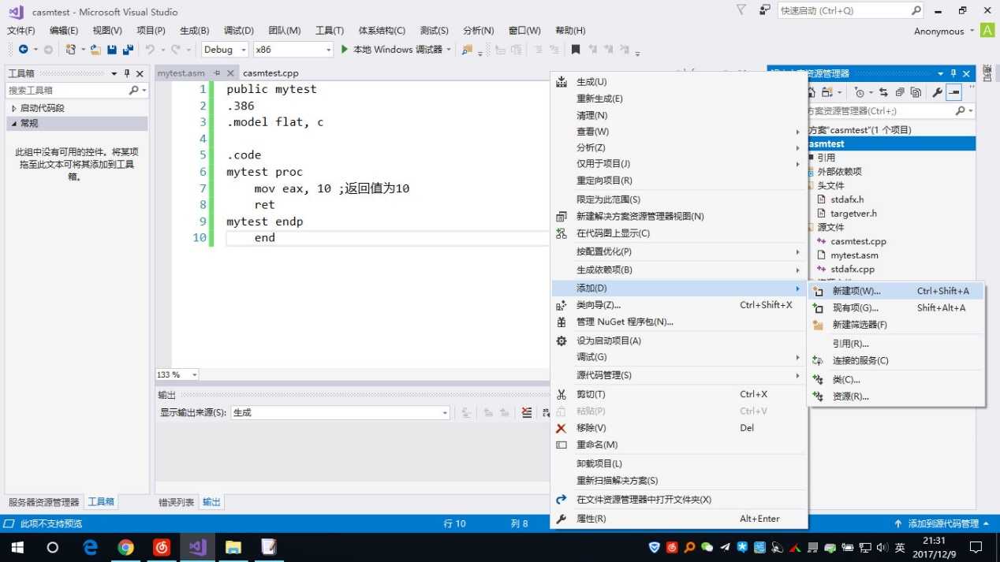 casmtest - Microsoft Visual Studio
快速启动 (Ctrl+Q)
文件(F) 编辑(E) 视图(V) 项目(P) 生成(B) 调试(D) 团队(M) 工具(T) 体系结构(C) 测试(S) 分析(N) 窗口(W) 帮助(H)
Anonymous A
Debug x86 本地 Windows 调试器
工具箱
搜索工具箱
启动代码段
常规
此组中没有可用的控件。将某项
拖至此文本可将其添加到工具
箱。
服务器资源管理器 工具箱
mytest.asm casmtest.cpp
1 public mytest
2 .386
3 .model flat, c
4
5 .code
6 mytest proc
7 mov eax, 10 ;返回值为10
8 ret
9 mytest endp
10 end
133 %
输出
显示输出来源(S): 生成
错误列表 输出
生成(U)
重新生成(E)
清理(N)
查看(W)
分析(Z)
仅用于项目(J)
重定向项目(R)
限定为此范围(S)
新建解决方案资源管理器视图(N)
在代码图上显示(C)
按配置优化(P)
生成依赖项(B)
添加(D)
类向导(Z)... Ctrl+Shift+X
管理 NuGet 程序包(N)...
设为启动项目(A)
调试(G)
源代码管理(S)
剪切(T) Ctrl+X
粘贴(P) Ctrl+V
移除(V) Del
重命名(M)
卸载项目(L)
重新扫描解决方案(S)
在文件资源管理器中打开文件夹(X)
属性(R) Alt+Enter
新建项(W)... Ctrl+Shift+A
现有项(G)... Shift+Alt+A
新建筛选器(F)
引用(R)...
连接的服务(C)
类(C)...
资源(R)...
资源管理器
方案资源管理器(Ctrl+;)
方案"casmtest"(1 个项目)
casmtest
引用
外部依赖项
头文件
stdafx.h
targetver.h
源文件
casmtest.cpp
mytest.asm
stdafx.cpp
通知
此项不支持预览 行 10 列 8 添加到源代码管理
英
21:31
2017/12/9